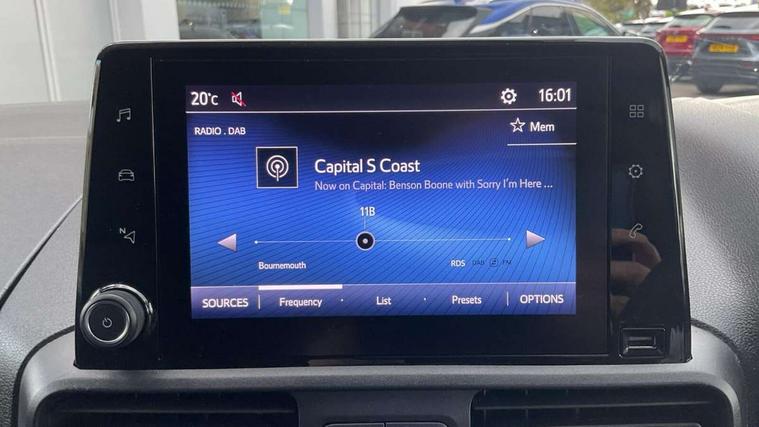 20°C 16:01
RADIO . DAB
Mem
Capital S Coast
Now on Capital: Benson Boone with Sorry I'm Here ...
11B
Bournemouth RDS DAB FM
SOURCES Frequency List Presets OPTIONS
N